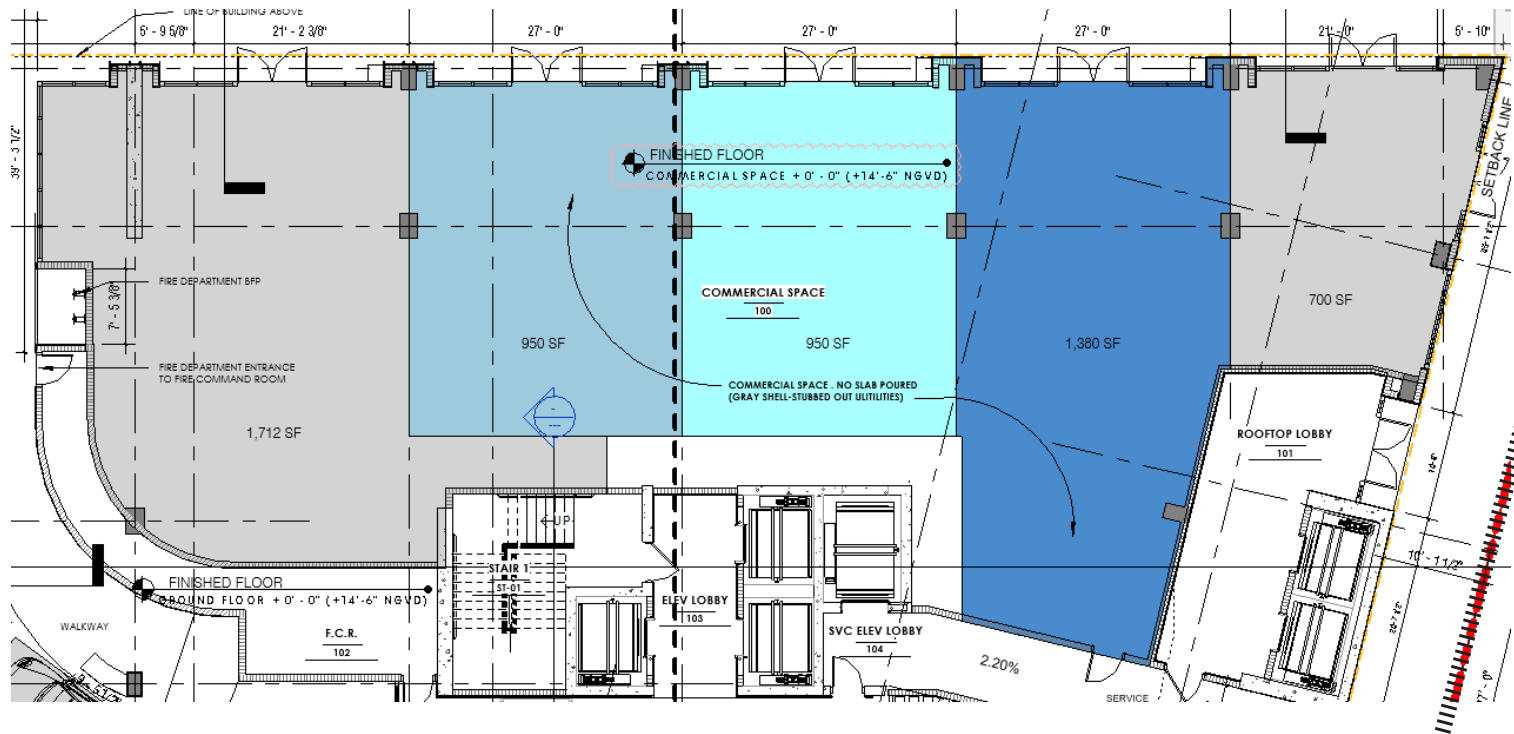 LINE OF BUILDING ABOVE
5' - 9 5/8"
21' - 2 3/8"
27' - 0"
27' - 0"
27' - 0"
21' - 0"
5' - 10"
39' - 3 1/2"
SETBACK LINE
FINISHED FLOOR
COMMERCIAL SPACE + 0' - 0" (+14'-6" NGVD)
FIRE DEPARTMENT BFP
7' - 5 3/8"
COMMERCIAL SPACE
100
700 SF
950 SF
950 SF
1,380 SF
FIRE DEPARTMENT ENTRANCE
TO FIRE COMMAND ROOM
COMMERCIAL SPACE . NO SLAB POURED
(GRAY SHELL-STUBBED OUT ULITILITIES)
1,712 SF
ROOFTOP LOBBY
101
UP
STAIR 1
ST-01
10' - 11 1/2"
FINISHED FLOOR
GROUND FLOOR + 0' - 0" (+14'-6" NGVD)
ELEV LOBBY
103
WALKWAY
F.C.R.
102
SVC ELEV LOBBY
104
2.20%
SERVICE